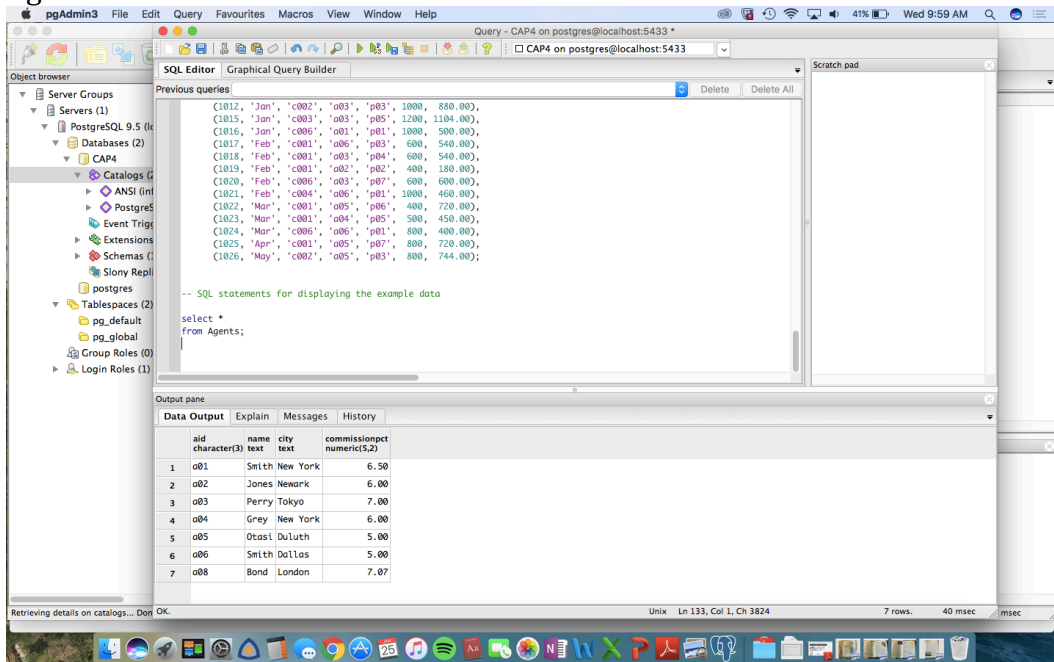 pgAdmin3 File Edit Query Favourites Macros View Window Help 41% Wed 9:59 AM
Query - CAP4 on postgres@localhost:5433 *
CAP4 on postgres@localhost:5433
Object browser
Server Groups
Servers (1)
PostgreSQL 9.5 (lo
Databases (2)
CAP4
Catalogs (2
ANSI (inf
PostgreS
Event Trigg
Extensions
Schemas (1
Slony Repli
postgres
Tablespaces (2)
pg_default
pg_global
Group Roles (0)
Login Roles (1)
SQL Editor Graphical Query Builder
Previous queries Delete Delete All
(1012, 'Jan', 'c002', 'a03', 'p03', 1000, 880.00),
(1015, 'Jan', 'c003', 'a03', 'p05', 1200, 1104.00),
(1016, 'Jan', 'c006', 'a01', 'p01', 1000, 500.00),
(1017, 'Feb', 'c001', 'a06', 'p03', 600, 540.00),
(1018, 'Feb', 'c001', 'a03', 'p04', 600, 540.00),
(1019, 'Feb', 'c001', 'a02', 'p02', 400, 180.00),
(1020, 'Feb', 'c006', 'a03', 'p07', 600, 600.00),
(1021, 'Feb', 'c004', 'a06', 'p01', 1000, 460.00),
(1022, 'Mar', 'c001', 'a05', 'p06', 400, 720.00),
(1023, 'Mar', 'c001', 'a04', 'p05', 500, 450.00),
(1024, 'Mar', 'c006', 'a06', 'p01', 800, 400.00),
(1025, 'Apr', 'c001', 'a05', 'p07', 800, 720.00),
(1026, 'May', 'c002', 'a05', 'p03', 800, 744.00);
-- SQL statements for displaying the example data
select *
from Agents;
Scratch pad
Output pane
Data Output Explain Messages History
aid name city commissionpct
character(3) text text numeric(5,2)
1 a01 Smith New York 6.50
2 a02 Jones Newark 6.00
3 a03 Perry Tokyo 7.00
4 a04 Grey New York 6.00
5 a05 Otasi Duluth 5.00
6 a06 Smith Dallas 5.00
7 a08 Bond London 7.07
Retrieving details on catalogs... Don OK. Unix Ln 133, Col 1, Ch 3824 7 rows. 40 msec msec
25